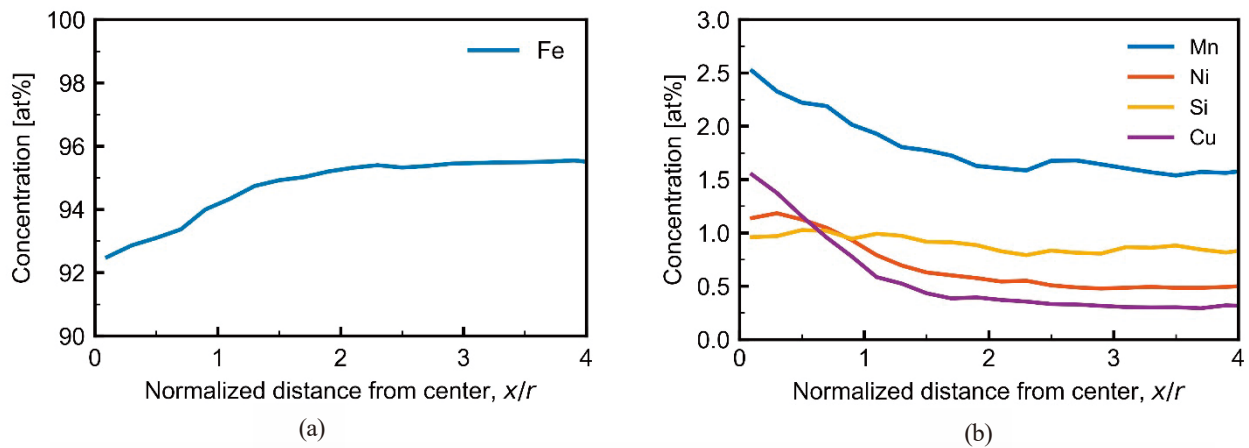 100
98
96
94
92
90
Concentration [at%]
Fe
0
1
2
3
4
Normalized distance from center, x/r
(a)
3.0
2.5
2.0
1.5
1.0
0.5
0.0
Concentration [at%]
Mn
Ni
Si
Cu
0
1
2
3
4
Normalized distance from center, x/r
(b)